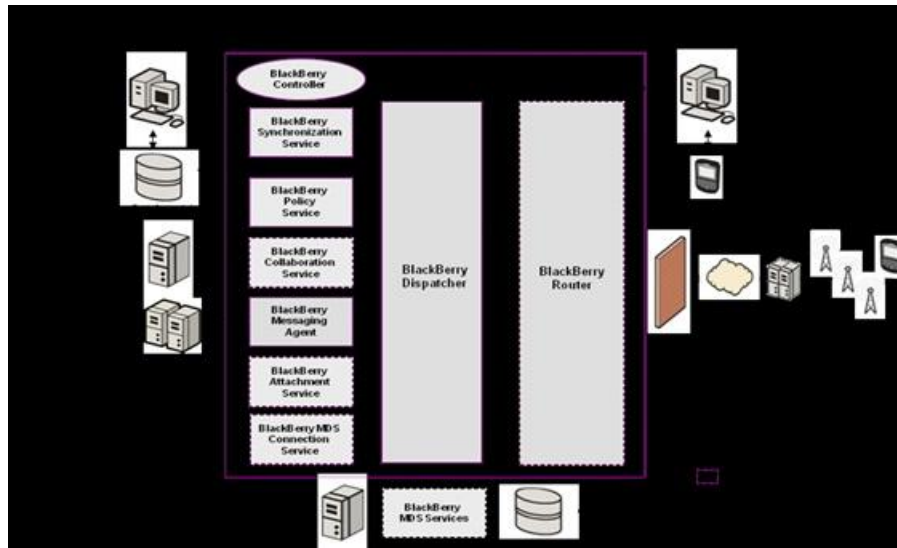 BlackBerry
Controller
BlackBerry
Synchronization
Service
BlackBerry
Policy
Service
BlackBerry
Collaboration
Service
BlackBerry
Messaging
Agent
BlackBerry
Attachment
Service
BlackBerry MDS
Connection
Service
BlackBerry
Dispatcher
BlackBerry
Router
BlackBerry
MDS Services